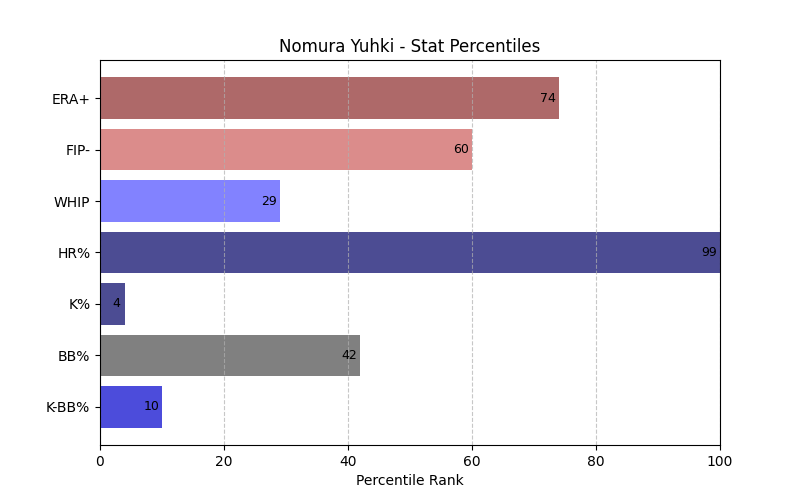 Nomura Yuhki - Stat Percentiles
ERA+ 74
FIP- 60
WHIP 29
HR% 99
K% 4
BB% 42
K-BB% 10
0 20 40 60 80 100
Percentile Rank